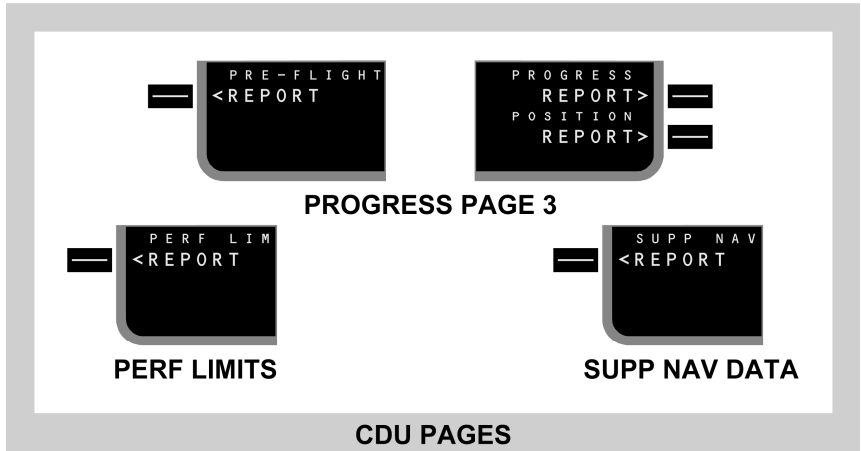 PRE-FLIGHT
<REPORT
PROGRESS
REPORT>
POSITION
REPORT>
PROGRESS PAGE 3
PERF LIM
<REPORT
PERF LIMITS
SUPP NAV
<REPORT
SUPP NAV DATA
CDU PAGES